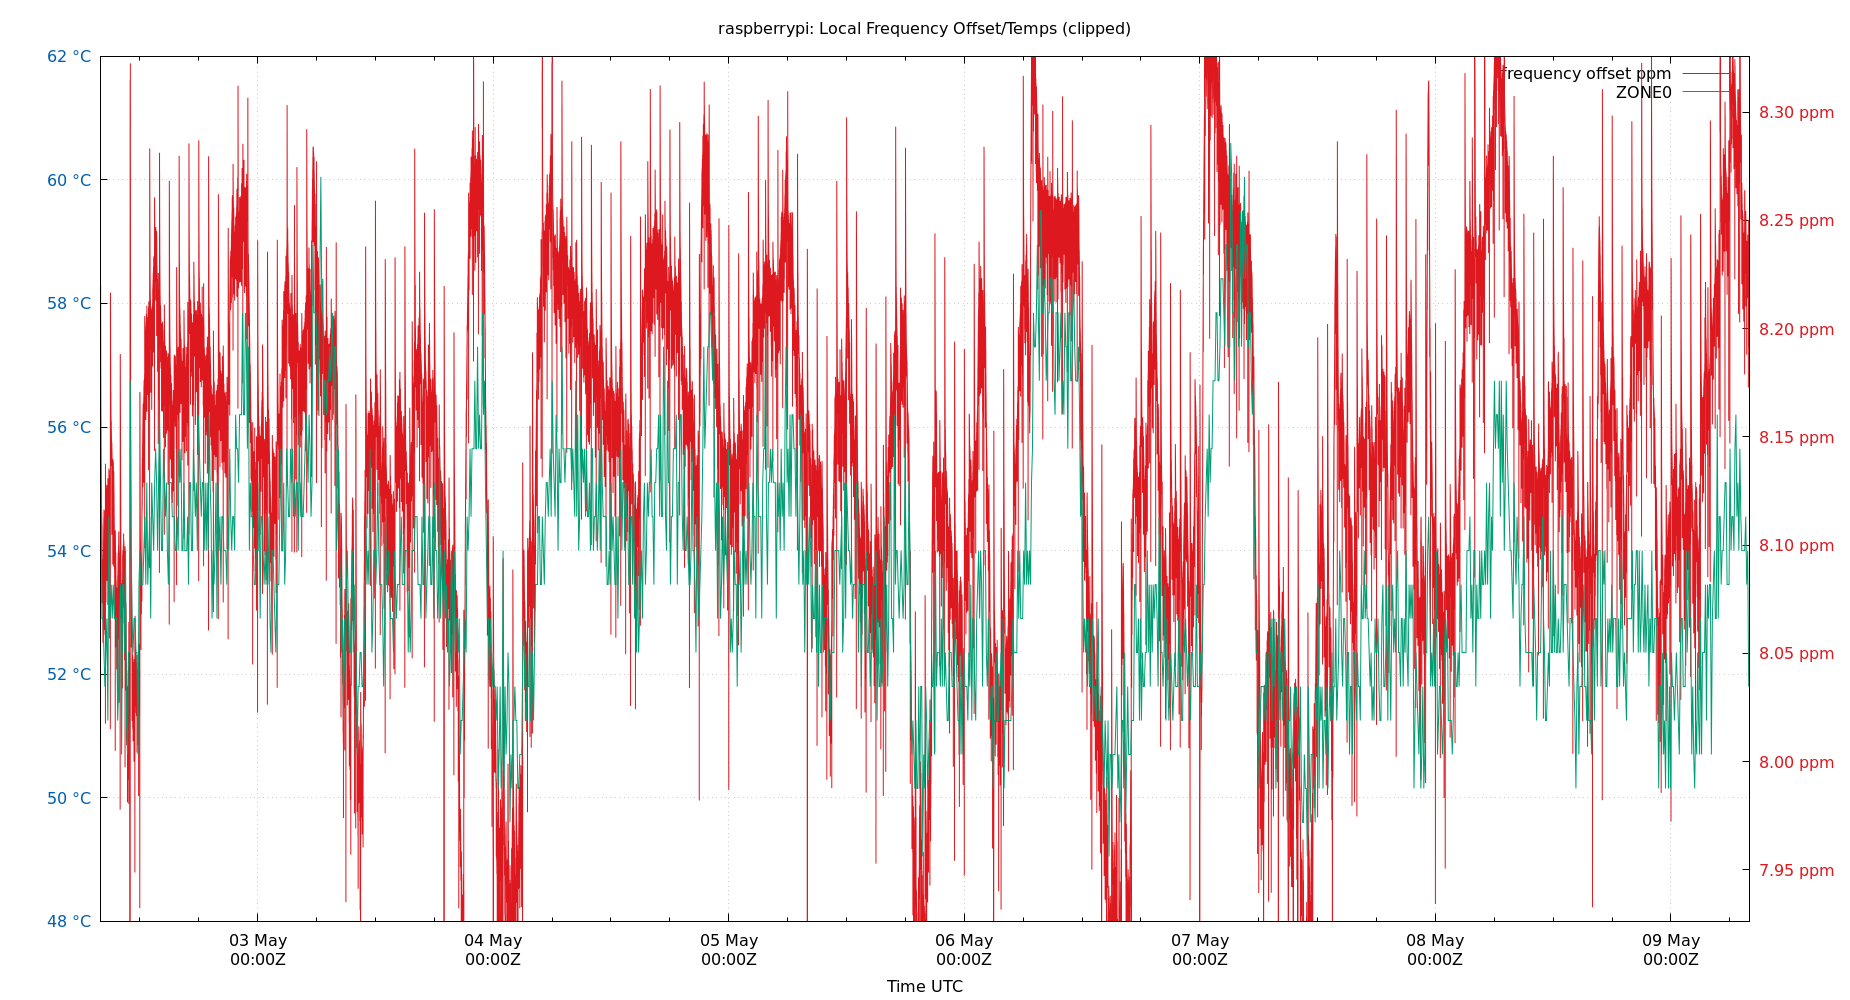 raspberrypi: Local Frequency Offset/Temps (clipped)
62 °C
60 °C
58 °C
56 °C
54 °C
52 °C
50 °C
48 °C
frequency offset ppm
ZONE0
8.30 ppm
8.25 ppm
8.20 ppm
8.15 ppm
8.10 ppm
8.05 ppm
8.00 ppm
7.95 ppm
03 May
00:00Z
04 May
00:00Z
05 May
00:00Z
06 May
00:00Z
07 May
00:00Z
08 May
00:00Z
09 May
00:00Z
Time UTC